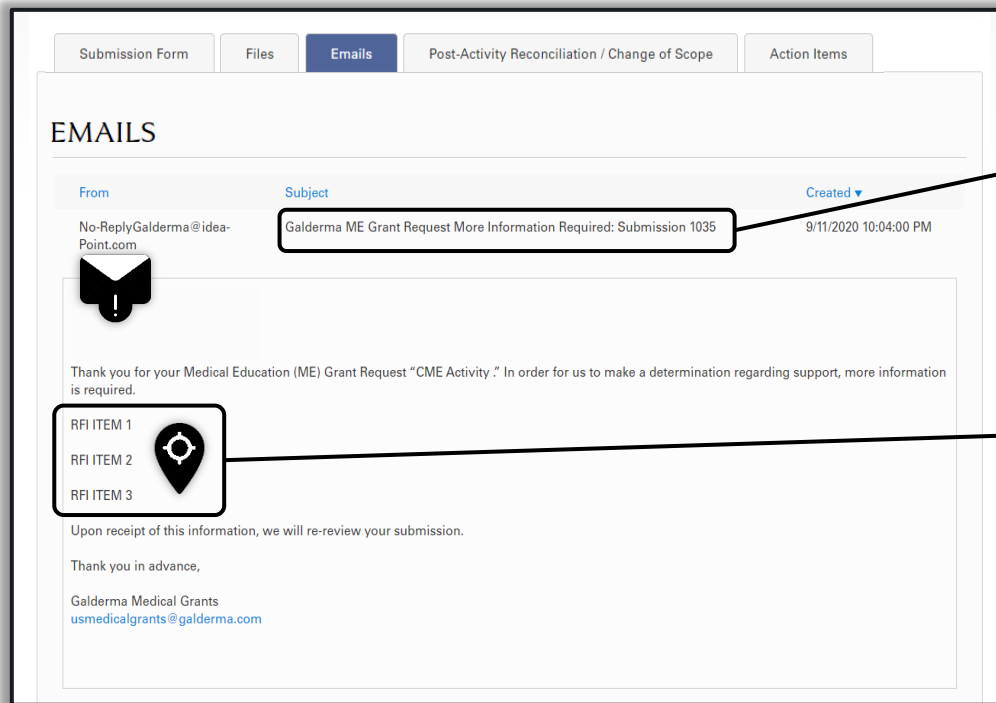 Submission Form Files Emails Post-Activity Reconciliation / Change of Scope Action Items
EMAILS
From Subject Created ▼
No-ReplyGalderma@idea- Galderma ME Grant Request More Information Required: Submission 1035 9/11/2020 10:04:00 PM
Point.com
!
Thank you for your Medical Education (ME) Grant Request “CME Activity .” In order for us to make a determination regarding support, more information
is required.
RFI ITEM 1
RFI ITEM 2
RFI ITEM 3
Upon receipt of this information, we will re-review your submission.
Thank you in advance,
Galderma Medical Grants
usmedicalgrants@galderma.com